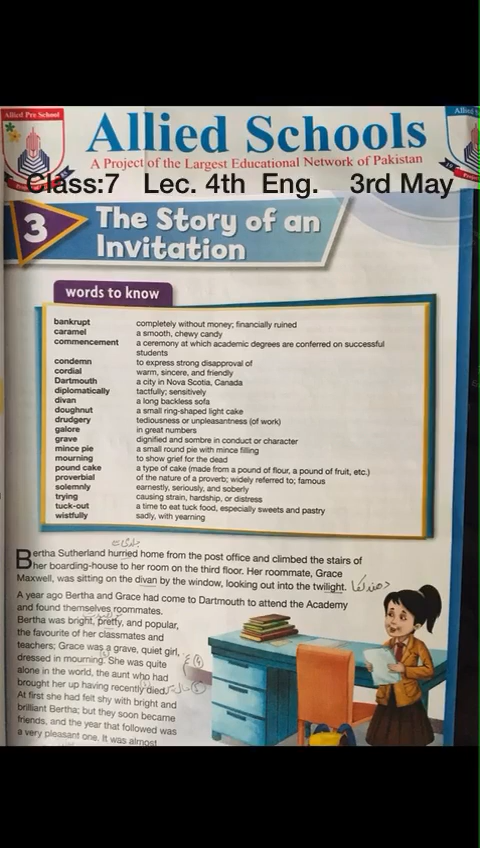 Allied Pre School
Allied Schools
A Project of the Largest Educational Network of Pakistan
Class:7 Lec. 4th Eng. 3rd May
3
The Story of an
Invitation
words to know
bankrupt completely without money; financially ruined
caramel a smooth, chewy candy
commencement a ceremony at which academic degrees are conferred on successful
students
condemn to express strong disapproval of
cordial warm, sincere, and friendly
Dartmouth a city in Nova Scotia, Canada
diplomatically tactfully; sensitively
divan a long backless sofa
doughnut a small ring-shaped light cake
drudgery tediousness or unpleasantness (of work)
galore in great numbers
grave dignified and sombre in conduct or character
mince pie a small round pie with mince filling
mourning to show grief for the dead
pound cake a type of cake (made from a pound of flour, a pound of fruit, etc.)
proverbial of the nature of a proverb; widely referred to; famous
solemnly earnestly, seriously, and soberly
trying causing strain, hardship, or distress
tuck-out a time to eat tuck food, especially sweets and pastry
wistfully sadly, with yearning
Bertha Sutherland hurried home from the post office and climbed the stairs of
her boarding-house to her room on the third floor. Her roommate, Grace
Maxwell, was sitting on the divan by the window, looking out into the twilight. دھندلکا
A year ago Bertha and Grace had come to Dartmouth to attend the Academy
and found themselves roommates.
Bertha was bright, pretty, and popular,
the favourite of her classmates and
teachers; Grace was a grave, quiet girl,
dressed in mourning. She was quite
alone in the world, the aunt who had
brought her up having recently died.
At first she had felt shy with bright and
brilliant Bertha; but they soon became
friends, and the year that followed was
a very pleasant one. It was almost